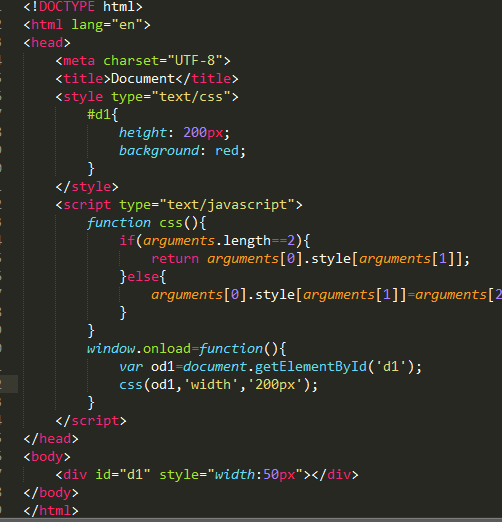 <!DOCTYPE html>
<html lang="en">
<head>
    <meta charset="UTF-8">
    <title>Document</title>
    <style type="text/css">
        #d1{
            height: 200px;
            background: red;
        }
    </style>
    <script type="text/javascript">
        function css(){
            if(arguments.length==2){
                return arguments[0].style[arguments[1]];
            }else{
                arguments[0].style[arguments[1]]=arguments[2
            }
        }
        window.onload=function(){
            var od1=document.getElementById('d1');
            css(od1,'width','200px');
        }
    </script>
</head>
<body>
    <div id="d1" style="width:50px"></div>
</body>
</html>